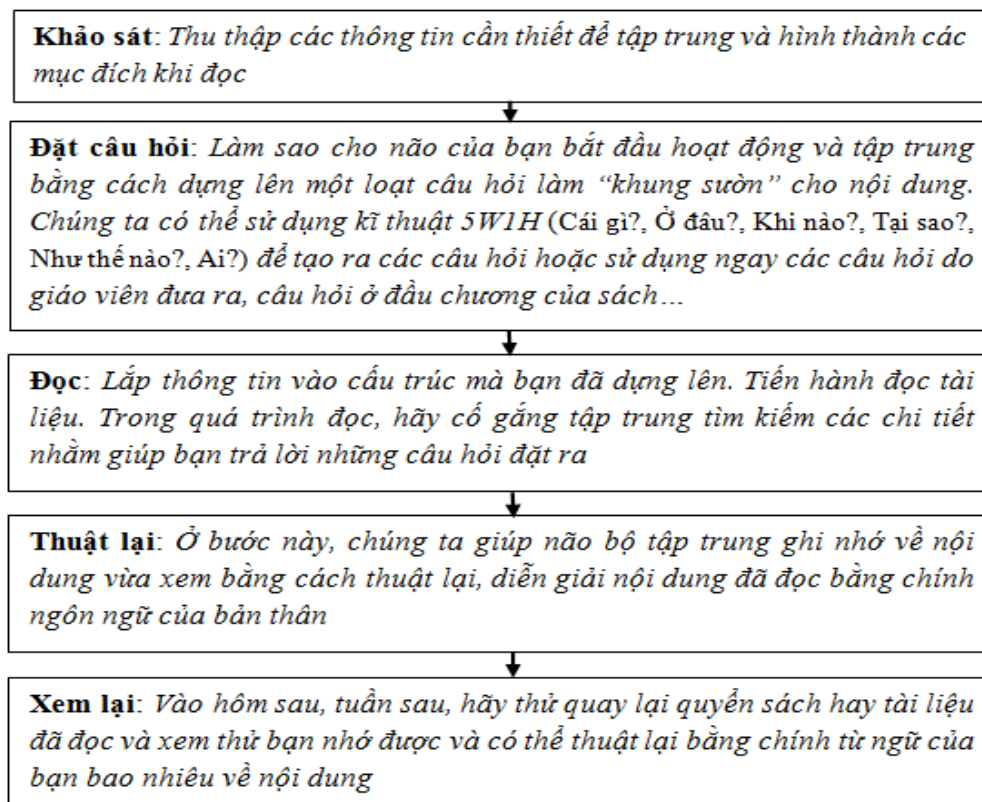 Khảo sát: Thu thập các thông tin cần thiết để tập trung và hình thành các
mục đích khi đọc
Đặt câu hỏi: Làm sao cho não của bạn bắt đầu hoạt động và tập trung
bằng cách dựng lên một loạt câu hỏi làm “khung sườn” cho nội dung.
Chúng ta có thể sử dụng kĩ thuật 5W1H (Cái gì?, Ở đâu?, Khi nào?, Tại sao?,
Như thế nào?, Ai?) để tạo ra các câu hỏi hoặc sử dụng ngay các câu hỏi do
giáo viên đưa ra, câu hỏi ở đầu chương của sách…
Đọc: Lắp thông tin vào cấu trúc mà bạn đã dựng lên. Tiến hành đọc tài
liệu. Trong quá trình đọc, hãy cố gắng tập trung tìm kiếm các chi tiết
nhằm giúp bạn trả lời những câu hỏi đặt ra
Thuật lại: Ở bước này, chúng ta giúp não bộ tập trung ghi nhớ về nội
dung vừa xem bằng cách thuật lại, diễn giải nội dung đã đọc bằng chính
ngôn ngữ của bản thân
Xem lại: Vào hôm sau, tuần sau, hãy thử quay lại quyển sách hay tài liệu
đã đọc và xem thử bạn nhớ được và có thể thuật lại bằng chính từ ngữ của
bạn bao nhiêu về nội dung